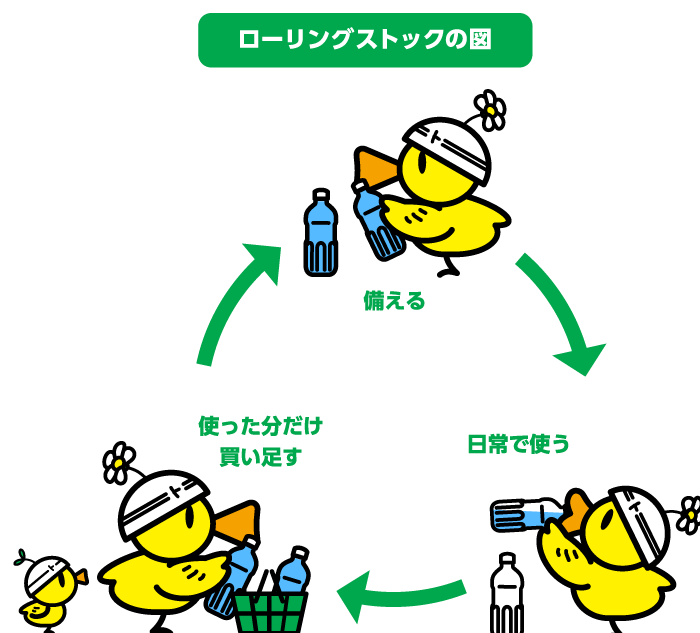 ローリングストックの図
備える
日常で使う
使った分だけ
買い足す